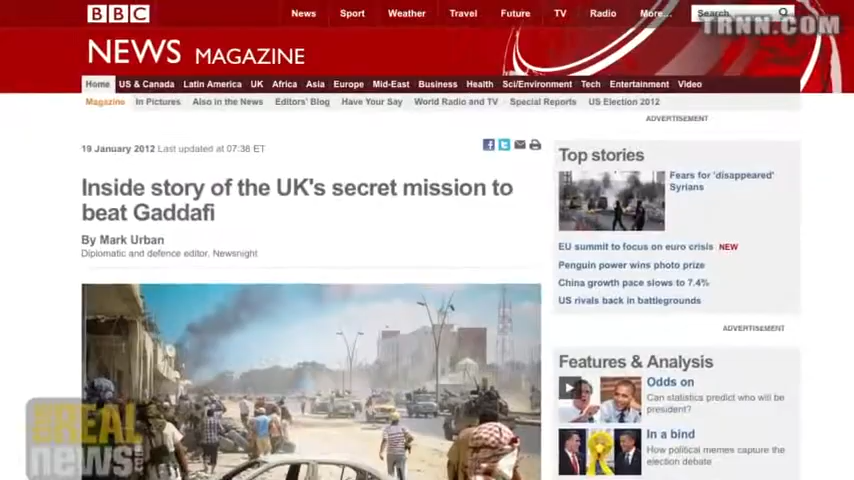 BBC
News Sport Weather Travel Future TV Radio More... Search
TRNN.COM
NEWS MAGAZINE
Home US & Canada Latin America UK Africa Asia Europe Mid-East Business Health Sci/Environment Tech Entertainment Video
Magazine In Pictures Also in the News Editors' Blog Have Your Say World Radio and TV Special Reports US Election 2012
ADVERTISEMENT
19 January 2012 Last updated at 07:38 ET
Inside story of the UK's secret mission to
beat Gaddafi
By Mark Urban
Diplomatic and defence editor, Newsnight
Top stories
Fears for 'disappeared'
Syrians
EU summit to focus on euro crisis NEW
Penguin power wins photo prize
China growth pace slows to 7.4%
US rivals back in battlegrounds
ADVERTISEMENT
Features & Analysis
Odds on
Can statistics predict who will be
president?
In a bind
How political memes capture the
election debate
the REAL
news.com